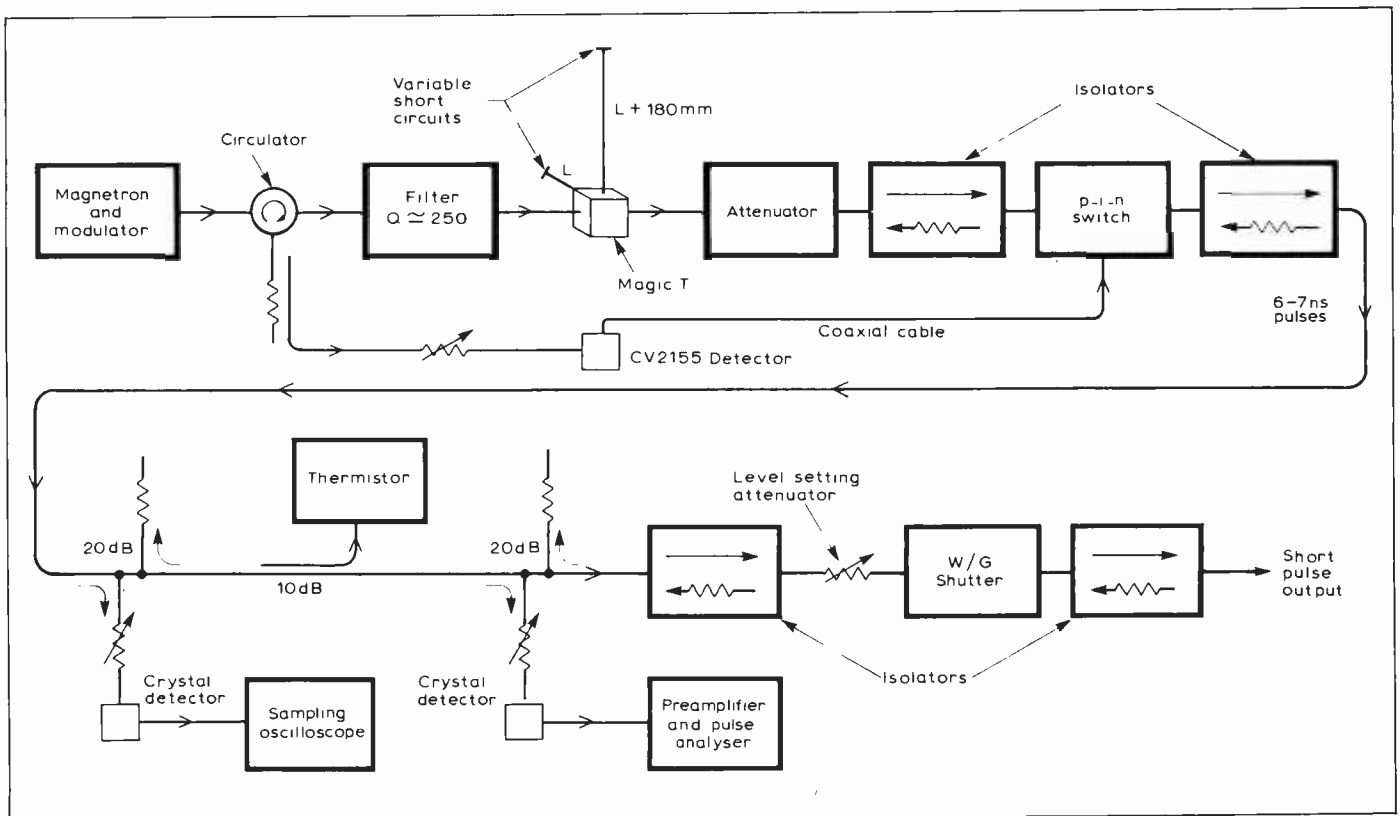 Variable
short
circuits
L + 180mm
Isolators
Circulator
L
Magnetron
and
modulator
Filter
Q ≃ 250
Attenuator
p-i-n
switch
Magic T
6–7ns
pulses
Coaxial cable
CV2155 Detector
Thermistor
Level setting
attenuator
20dB
20dB
10dB
W/G
Shutter
Short
pulse
output
Crystal
detector
Sampling
oscilloscope
Crystal
detector
Preamplifier
and pulse
analyser
Isolators